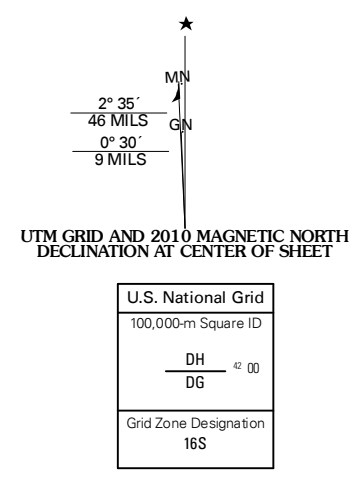 MN
2° 35´
46 MILS
GN
0° 30´
9 MILS
UTM GRID AND 2010 MAGNETIC NORTH
DECLINATION AT CENTER OF SHEET
U.S. National Grid
100,000-m Square ID
DH
42 00
DG
Grid Zone Designation
16S